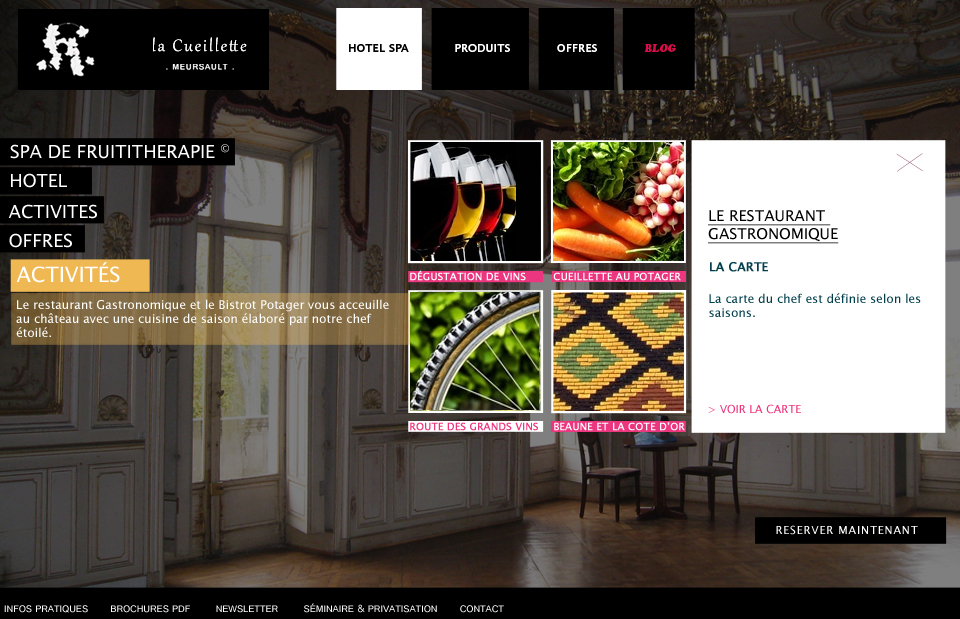 la Cueillette
. MEURSAULT .
HOTEL SPA
PRODUITS
OFFRES
BLOG
SPA DE FRUITITHERAPIE ©
HOTEL
ACTIVITES
OFFRES
ACTIVITÉS
Le restaurant Gastronomique et le Bistrot Potager vous acceuille
au château avec une cuisine de saison élaboré par notre chef
étoilé.
DÉGUSTATION DE VINS
CUEILLETTE AU POTAGER
ROUTE DES GRANDS VINS
BEAUNE ET LA COTE D'OR
LE RESTAURANT
GASTRONOMIQUE
LA CARTE
La carte du chef est définie selon les
saisons.
> VOIR LA CARTE
RESERVER MAINTENANT
INFOS PRATIQUES
BROCHURES PDF
NEWSLETTER
SÉMINAIRE & PRIVATISATION
CONTACT